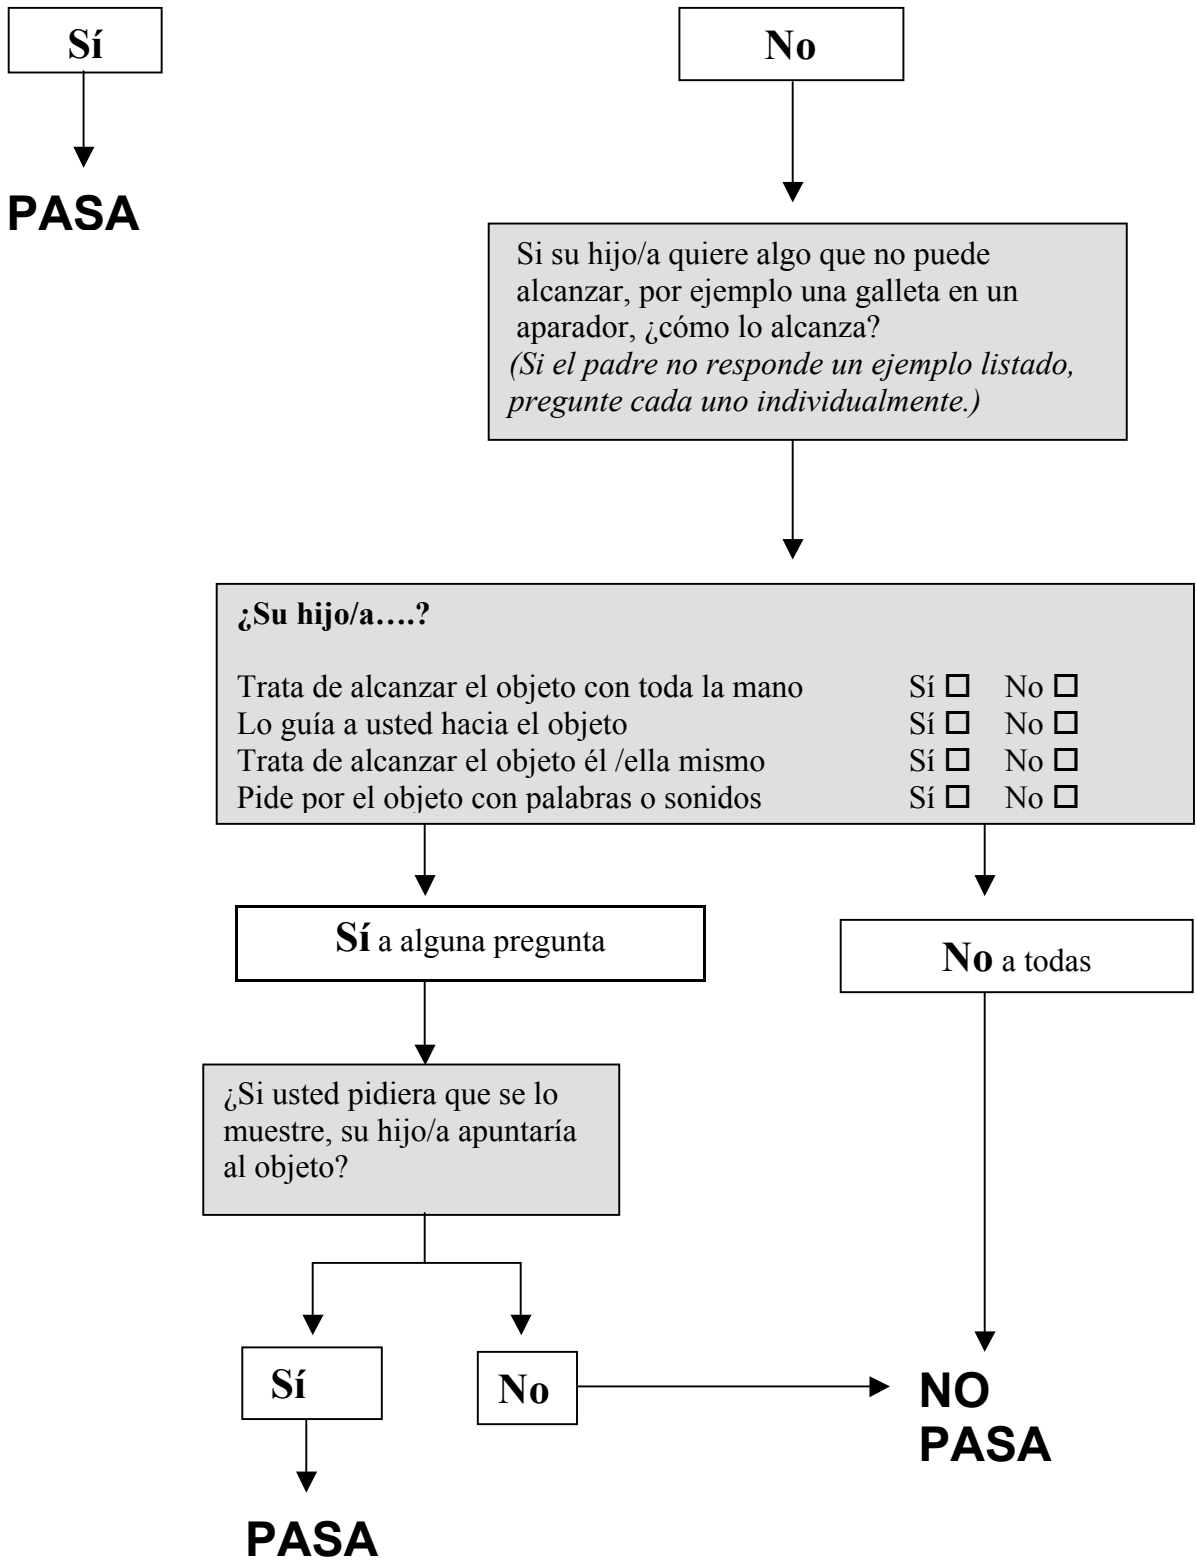 Sí
No
PASA
Si su hijo/a quiere algo que no puede
alcanzar, por ejemplo una galleta en un
aparador, ¿cómo lo alcanza?
(Si el padre no responde un ejemplo listado,
pregunte cada uno individualmente.)
¿Su hijo/a….?
Trata de alcanzar el objeto con toda la mano Sí □ No □
Lo guía a usted hacia el objeto Sí □ No □
Trata de alcanzar el objeto él /ella mismo Sí □ No □
Pide por el objeto con palabras o sonidos Sí □ No □
Sí a alguna pregunta
No a todas
¿Si usted pidiera que se lo
muestre, su hijo/a apuntaría
al objeto?
Sí
No
NO
PASA
PASA